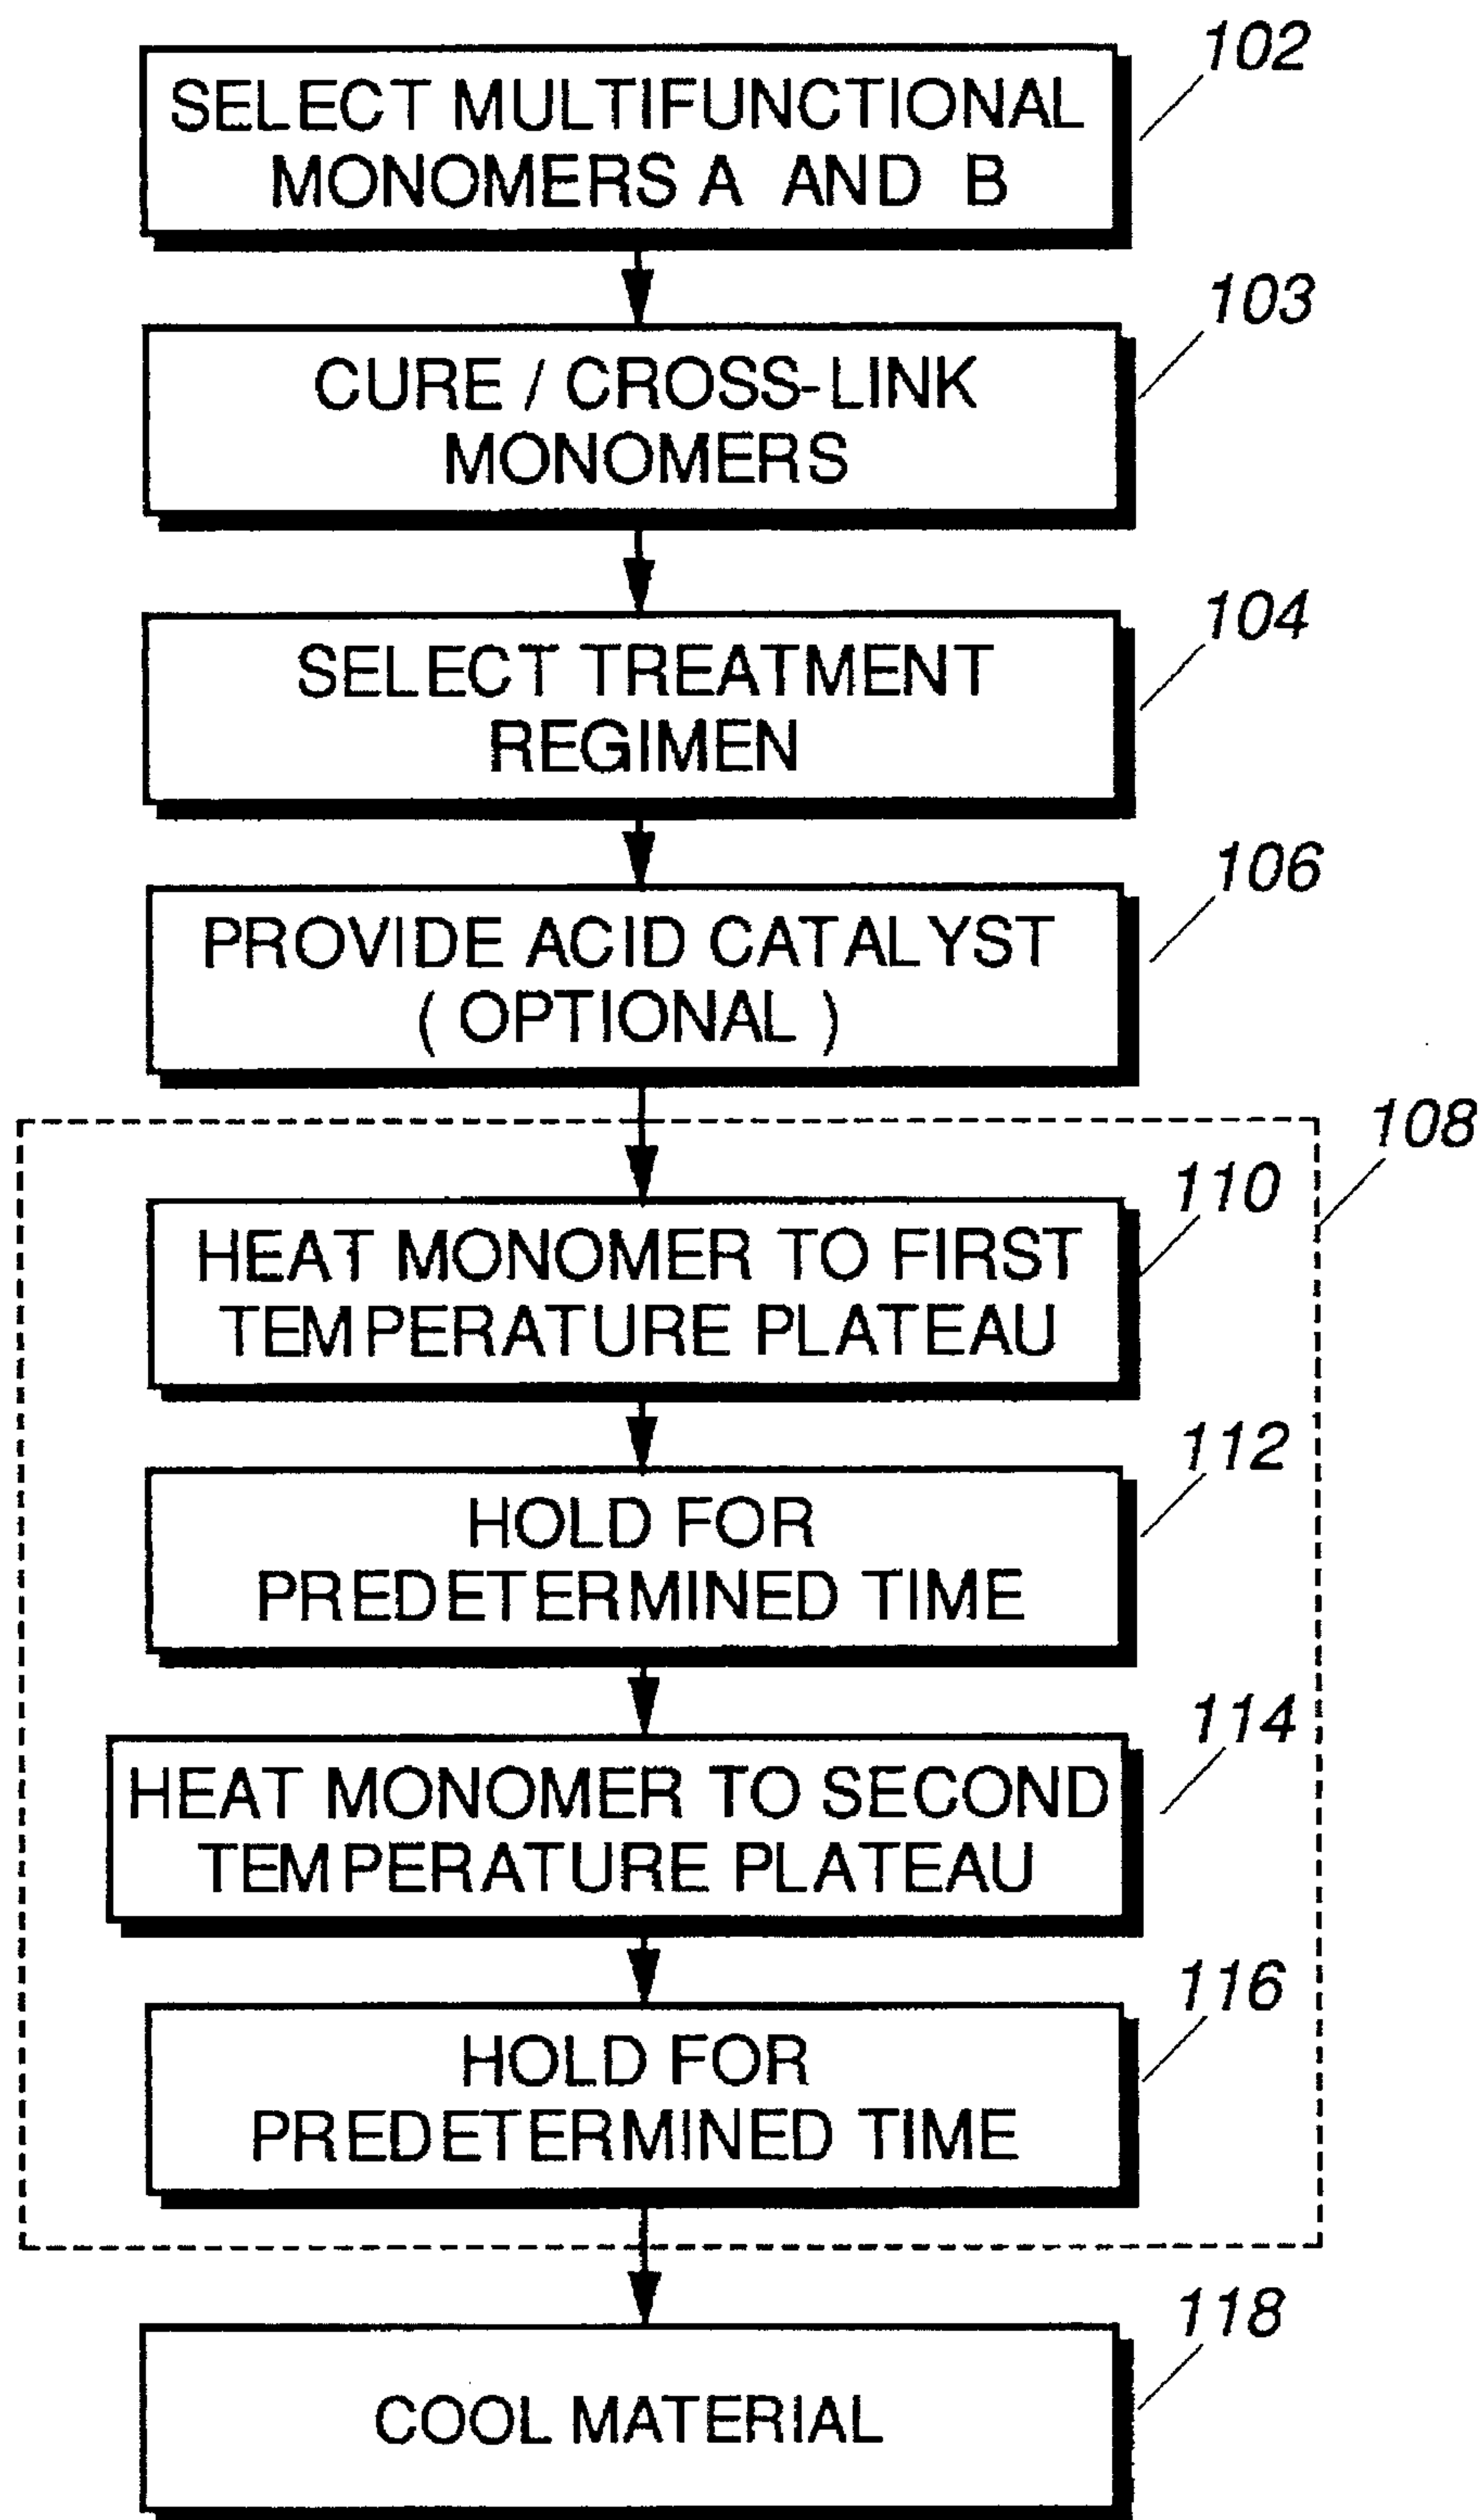 102
SELECT MULTIFUNCTIONAL
MONOMERS A AND B
103
CURE / CROSS-LINK
MONOMERS
104
SELECT TREATMENT
REGIMEN
106
PROVIDE ACID CATALYST
( OPTIONAL )
108
110
HEAT MONOMER TO FIRST
TEMPERATURE PLATEAU
112
HOLD FOR
PREDETERMINED TIME
114
HEAT MONOMER TO SECOND
TEMPERATURE PLATEAU
116
HOLD FOR
PREDETERMINED TIME
118
COOL MATERIAL